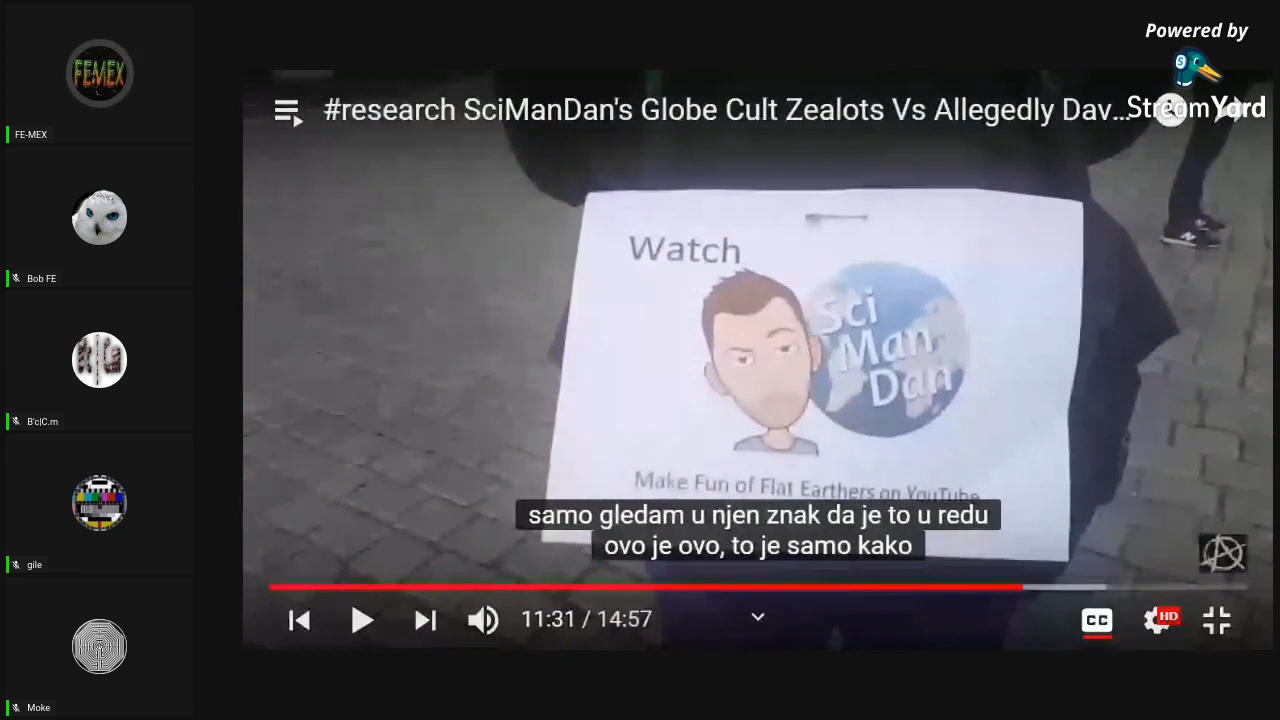 Powered by
StreamYard
FEMEX
FE-MEX
Bob FE
B'c|C.m
gile
Moke
#research SciManDan's Globe Cult Zealots Vs Allegedly Dav...
Watch
Sci
Man
Dan
Make Fun of Flat Earthers on YouTube
samo gledam u njen znak da je to u redu
ovo je ovo, to je samo kako
11:31 / 14:57
CC
HD